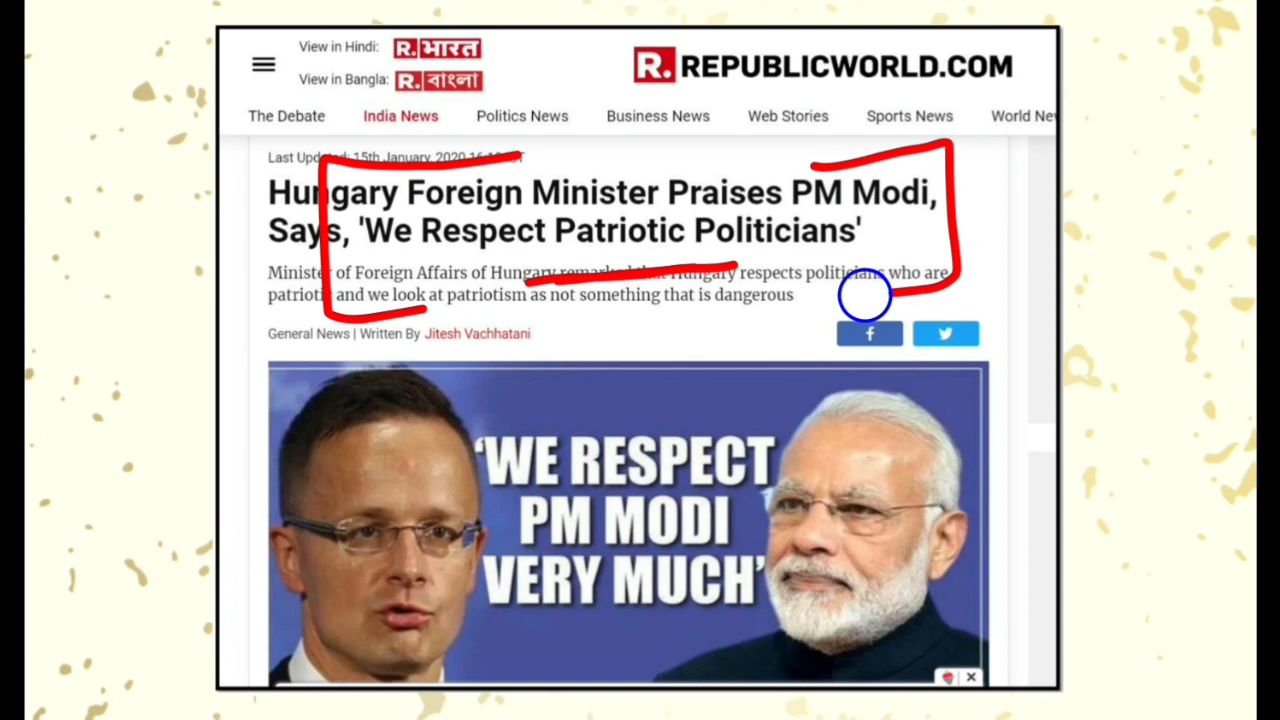 View in Hindi: R. भारत
View in Bangla: R. বাংলা
R. REPUBLICWORLD.COM
The Debate India News Politics News Business News Web Stories Sports News World Nev
Last Updated: 15th January, 2020 16:
Hungary Foreign Minister Praises PM Modi,
Says, 'We Respect Patriotic Politicians'
Minister of Foreign Affairs of Hungary remarked that Hungary respects politicians who are
patriotic and we look at patriotism as not something that is dangerous
General News | Written By Jitesh Vachhatani
f
'WE RESPECT
PM MODI
VERY MUCH'